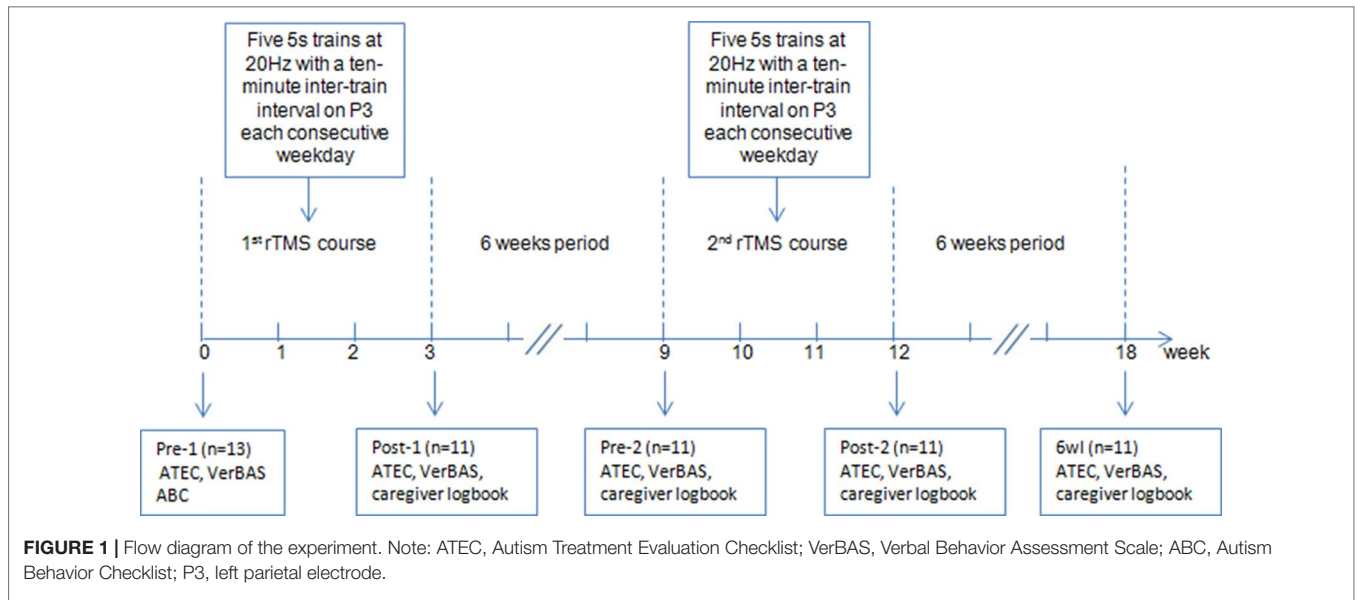 Five 5s trains at
20Hz with a ten-
minute inter-train
interval on P3
each consecutive
weekday
Five 5s trains at
20Hz with a ten-
minute inter-train
interval on P3
each consecutive
weekday
1st rTMS course
6 weeks period
2nd rTMS course
6 weeks period
0 1 2 3 9 10 11 12 18 week
Pre-1 (n=13)
ATEC, VerBAS
ABC
Post-1 (n=11)
ATEC, VerBAS,
caregiver logbook
Pre-2 (n=11)
ATEC, VerBAS,
caregiver logbook
Post-2 (n=11)
ATEC, VerBAS,
caregiver logbook
6wl (n=11)
ATEC, VerBAS,
caregiver logbook
FIGURE 1 | Flow diagram of the experiment. Note: ATEC, Autism Treatment Evaluation Checklist; VerBAS, Verbal Behavior Assessment Scale; ABC, Autism
Behavior Checklist; P3, left parietal electrode.